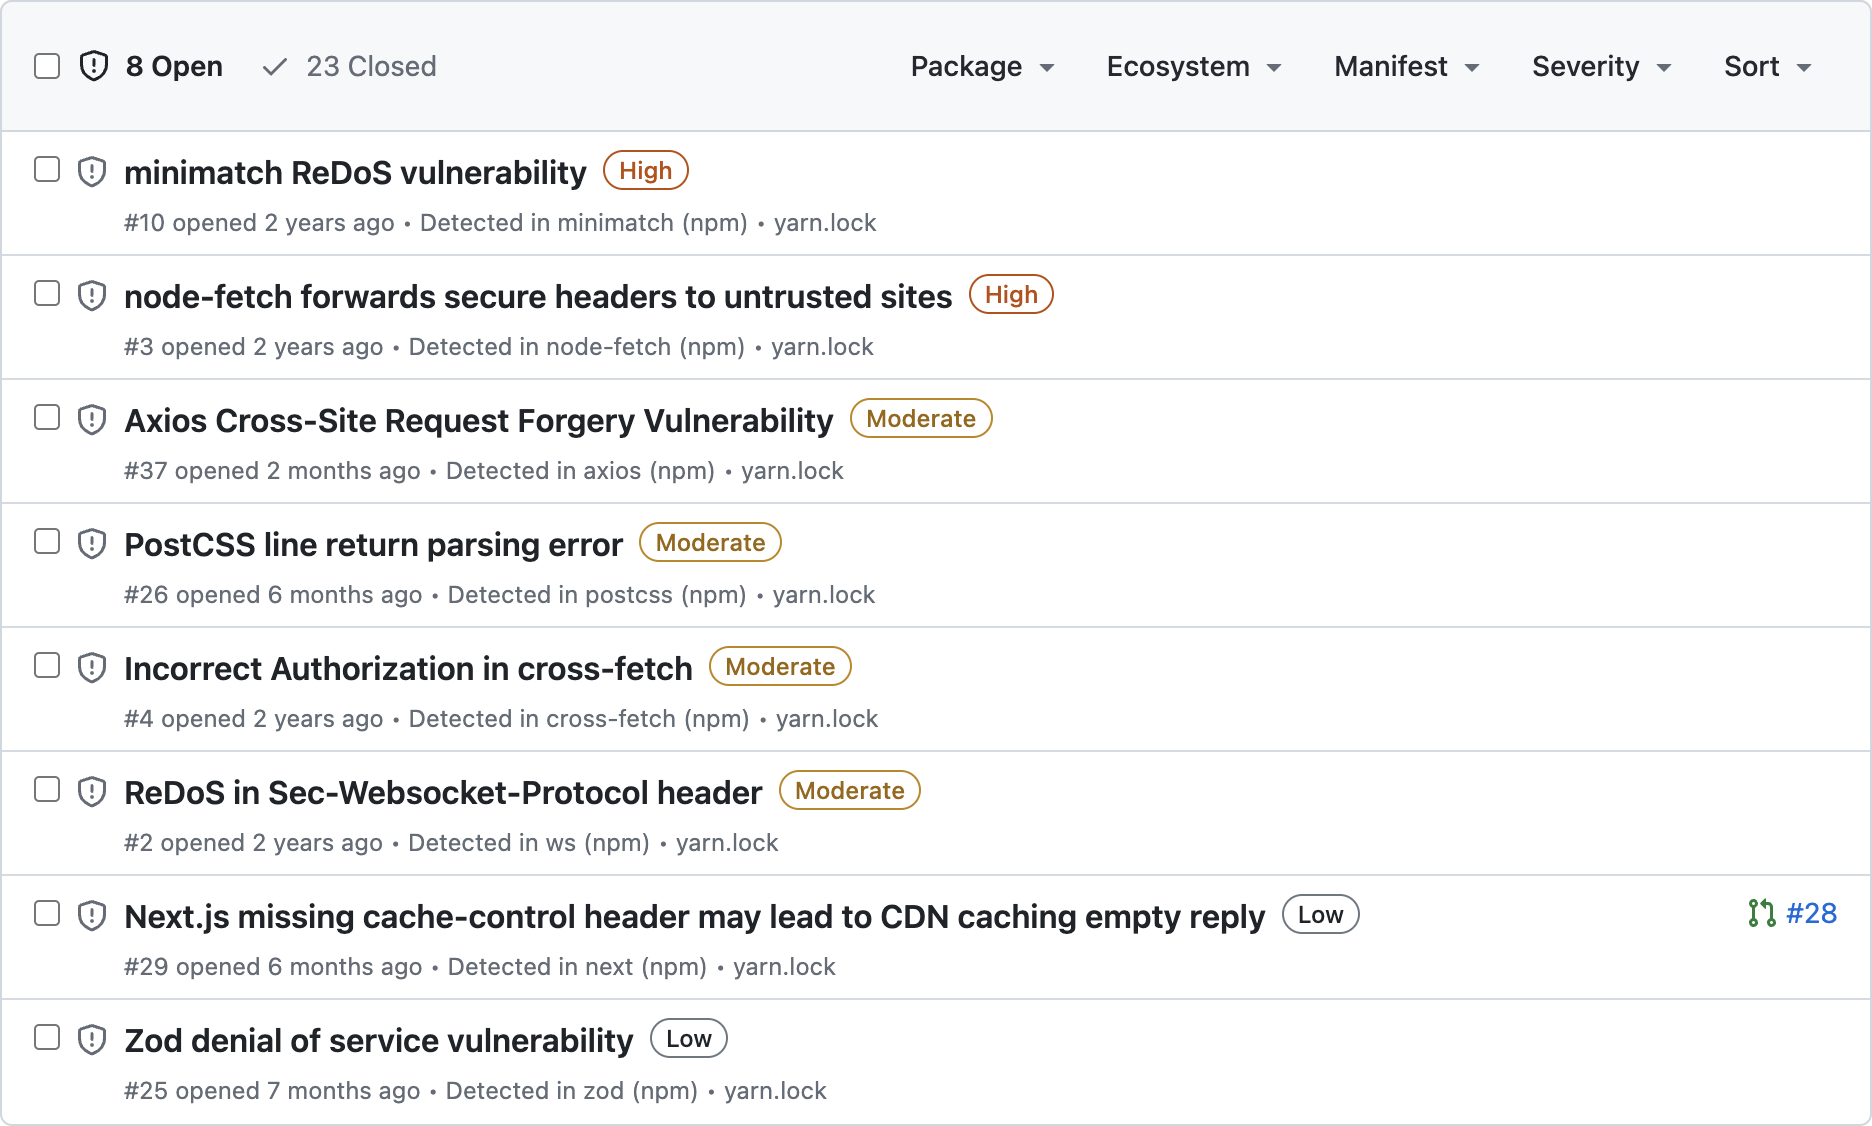 8 Open 23 Closed Package Ecosystem Manifest Severity Sort
minimatch ReDoS vulnerability High
#10 opened 2 years ago • Detected in minimatch (npm) • yarn.lock
node-fetch forwards secure headers to untrusted sites High
#3 opened 2 years ago • Detected in node-fetch (npm) • yarn.lock
Axios Cross-Site Request Forgery Vulnerability Moderate
#37 opened 2 months ago • Detected in axios (npm) • yarn.lock
PostCSS line return parsing error Moderate
#26 opened 6 months ago • Detected in postcss (npm) • yarn.lock
Incorrect Authorization in cross-fetch Moderate
#4 opened 2 years ago • Detected in cross-fetch (npm) • yarn.lock
ReDoS in Sec-Websocket-Protocol header Moderate
#2 opened 2 years ago • Detected in ws (npm) • yarn.lock
Next.js missing cache-control header may lead to CDN caching empty reply Low #28
#29 opened 6 months ago • Detected in next (npm) • yarn.lock
Zod denial of service vulnerability Low
#25 opened 7 months ago • Detected in zod (npm) • yarn.lock